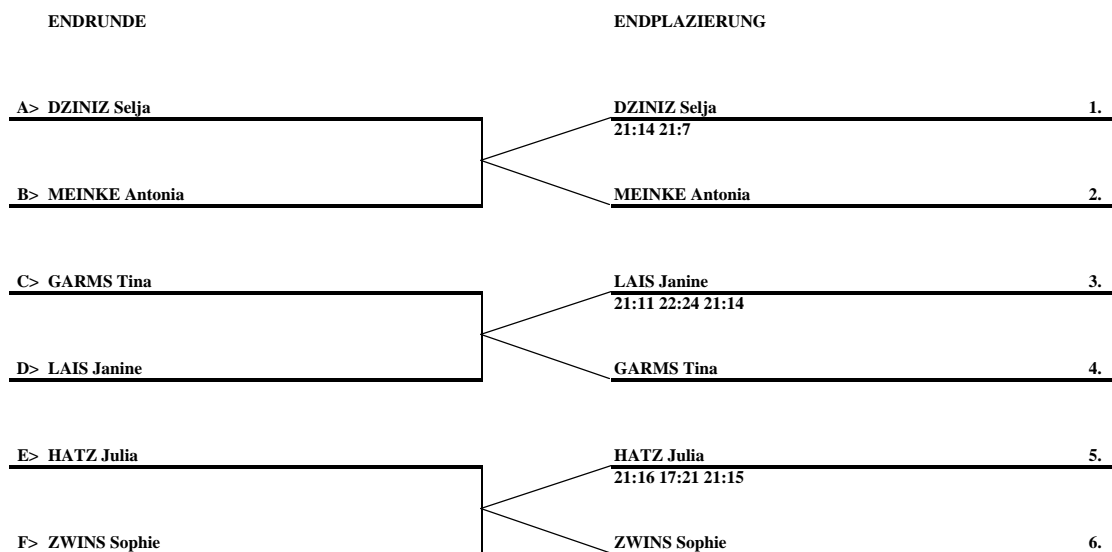 ENDRUNDE ENDPLAZIERUNG
A> DZINIZ Selja DZINIZ Selja 1.
21:14 21:7
B> MEINKE Antonia MEINKE Antonia 2.
C> GARMS Tina LAIS Janine 3.
21:11 22:24 21:14
D> LAIS Janine GARMS Tina 4.
E> HATZ Julia HATZ Julia 5.
21:16 17:21 21:15
F> ZWINS Sophie ZWINS Sophie 6.